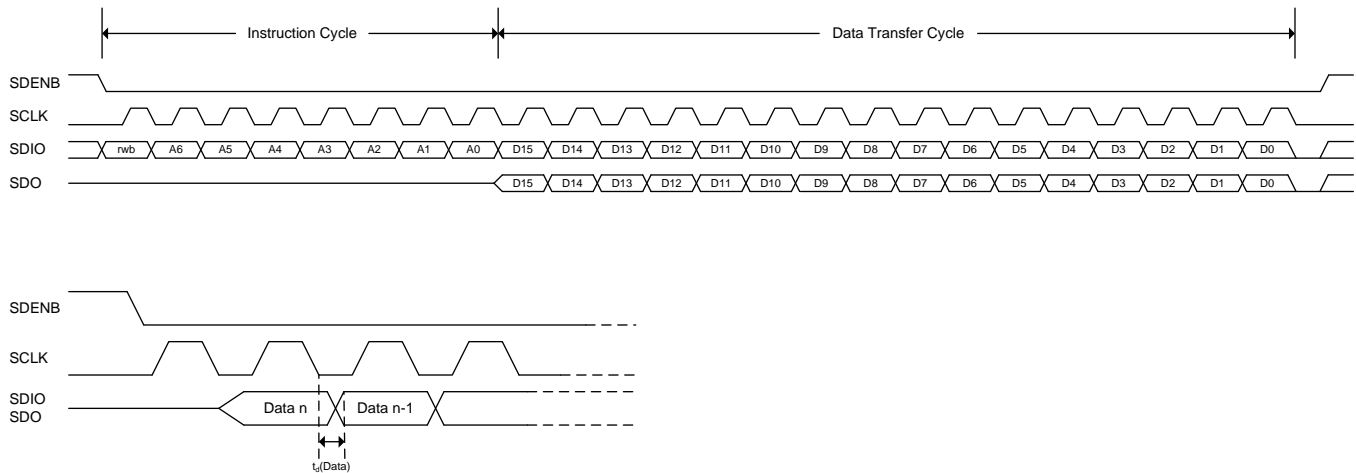 Instruction Cycle Data Transfer Cycle
SDENB
SCLK
SDIO rwb A6 A5 A4 A3 A2 A1 A0 D15 D14 D13 D12 D11 D10 D9 D8 D7 D6 D5 D4 D3 D2 D1 D0
SDO D15 D14 D13 D12 D11 D10 D9 D8 D7 D6 D5 D4 D3 D2 D1 D0
SDENB
SCLK
SDIO
SDO
Data n Data n-1
td(Data)